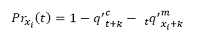 Pr_{x_i}(t) = 1 − q'^c_{t+k} − _tq'^m_{x_i+k}